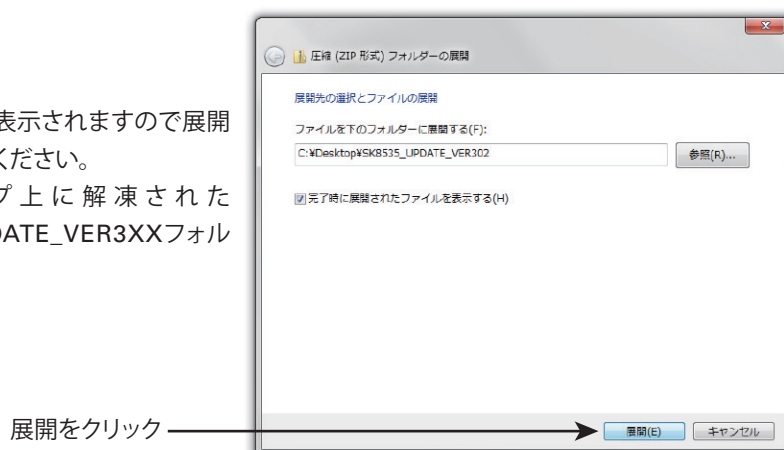 圧縮 (ZIP 形式) フォルダーの展開
展開先の選択とファイルの展開
表示されますので展開
ファイルを下のフォルダーに展開する(F):
ください。
C:¥Desktop¥SK8535_UPDATE_VER302
参照(R)...
プ上に解凍された
完了時に展開されたファイルを表示する(H)
DATE_VER3XXフォル
展開をクリック
展開(E)
キャンセル